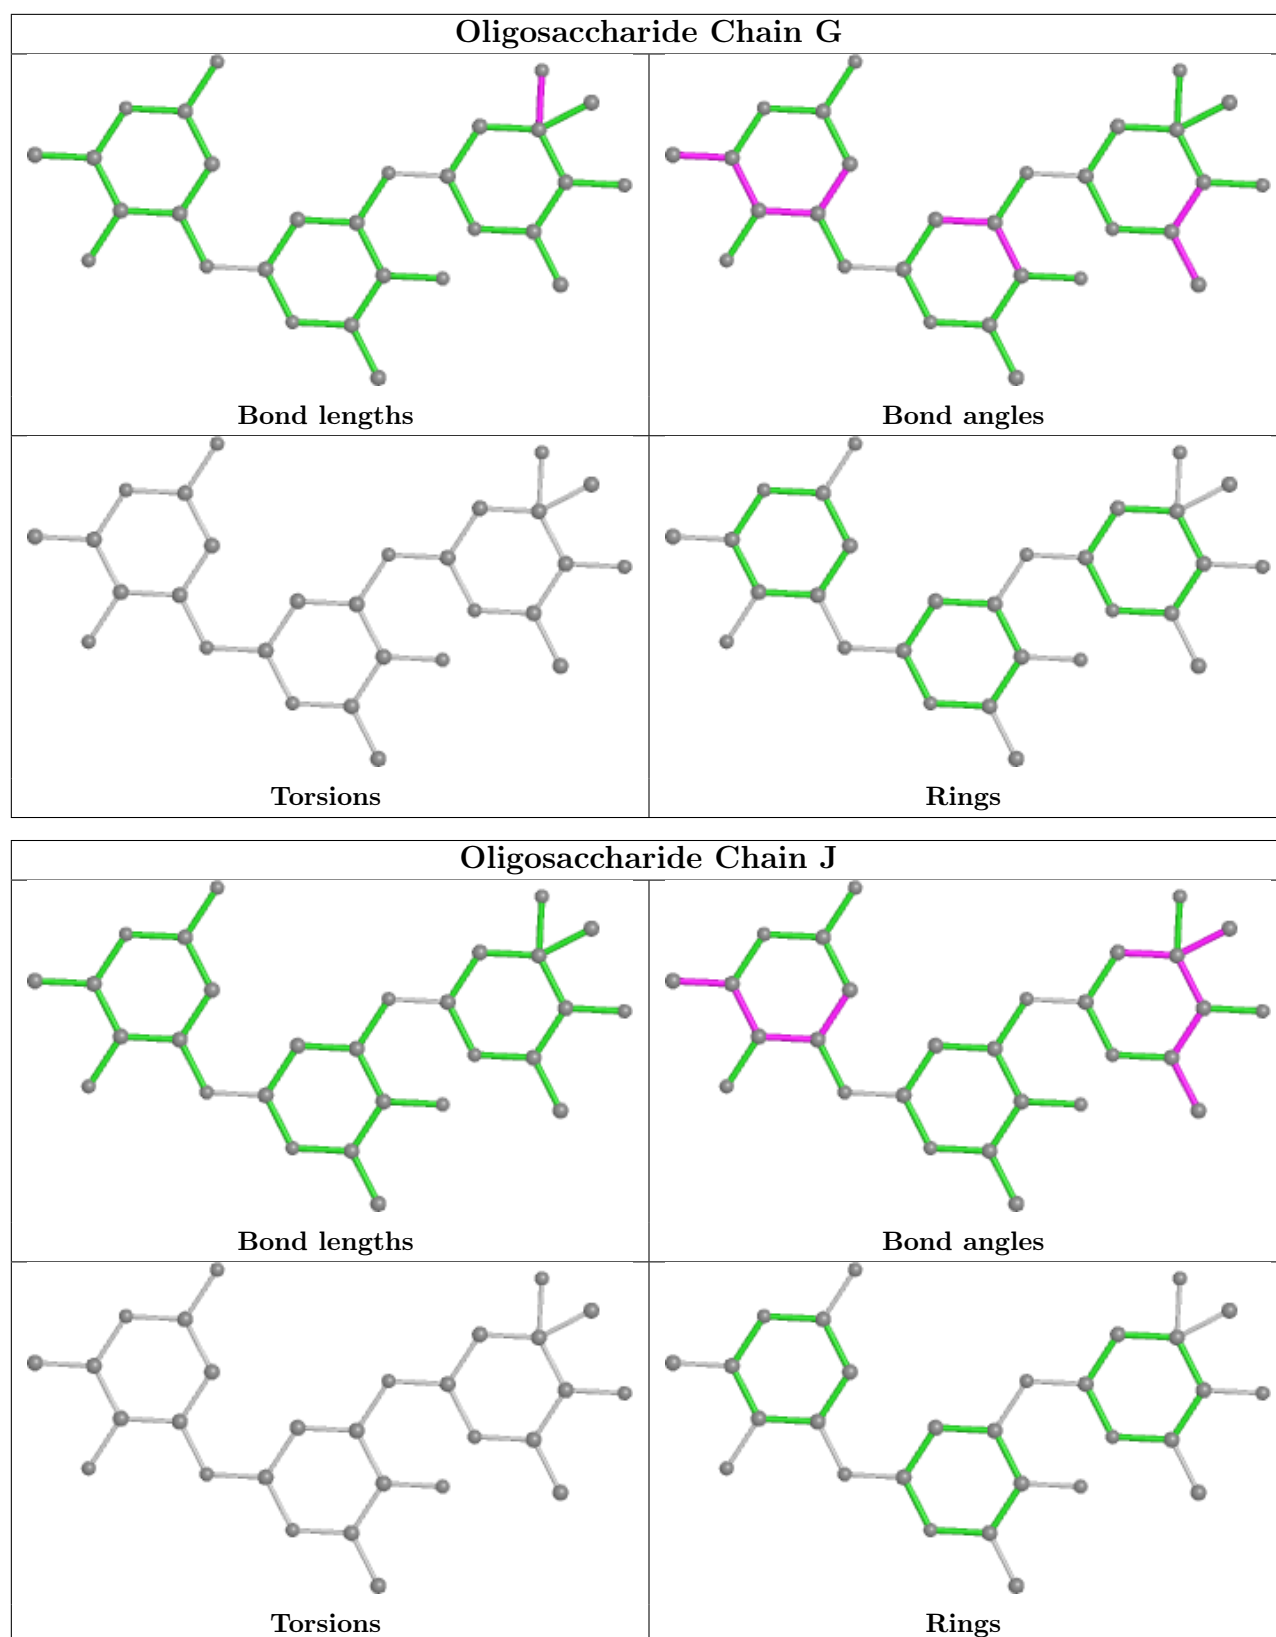 Oligosaccharide Chain G
Bond lengths
Bond angles
Torsions
Rings
Oligosaccharide Chain J
Bond lengths
Bond angles
Torsions
Rings